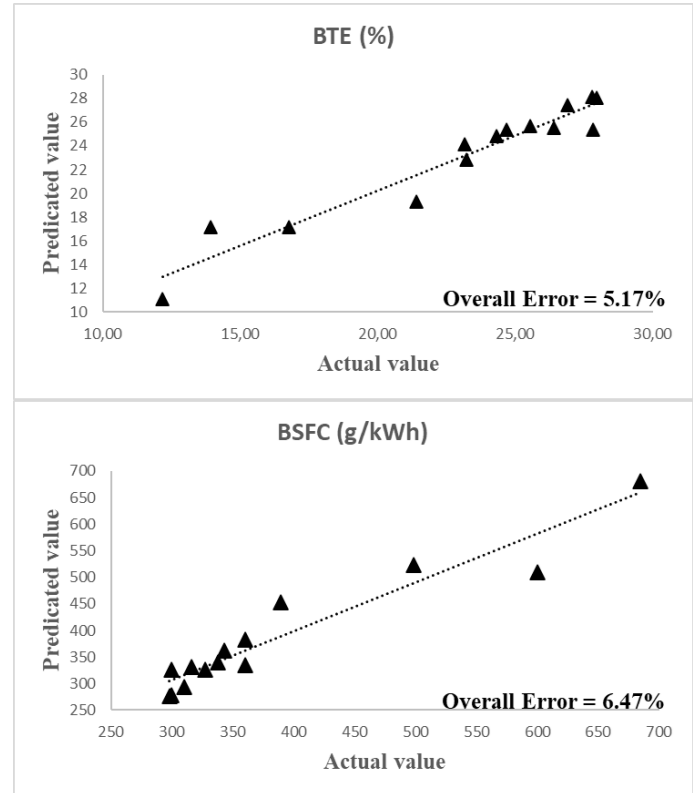 BTE (%)
30
28
26
24
22
20
18
16
14
12
10
Predicated value
10,00 15,00 20,00 25,00 30,00
Actual value
Overall Error = 5.17%
BSFC (g/kWh)
700
650
600
550
500
450
400
350
300
250
Predicated value
250 300 350 400 450 500 550 600 650 700
Actual value
Overall Error = 6.47%